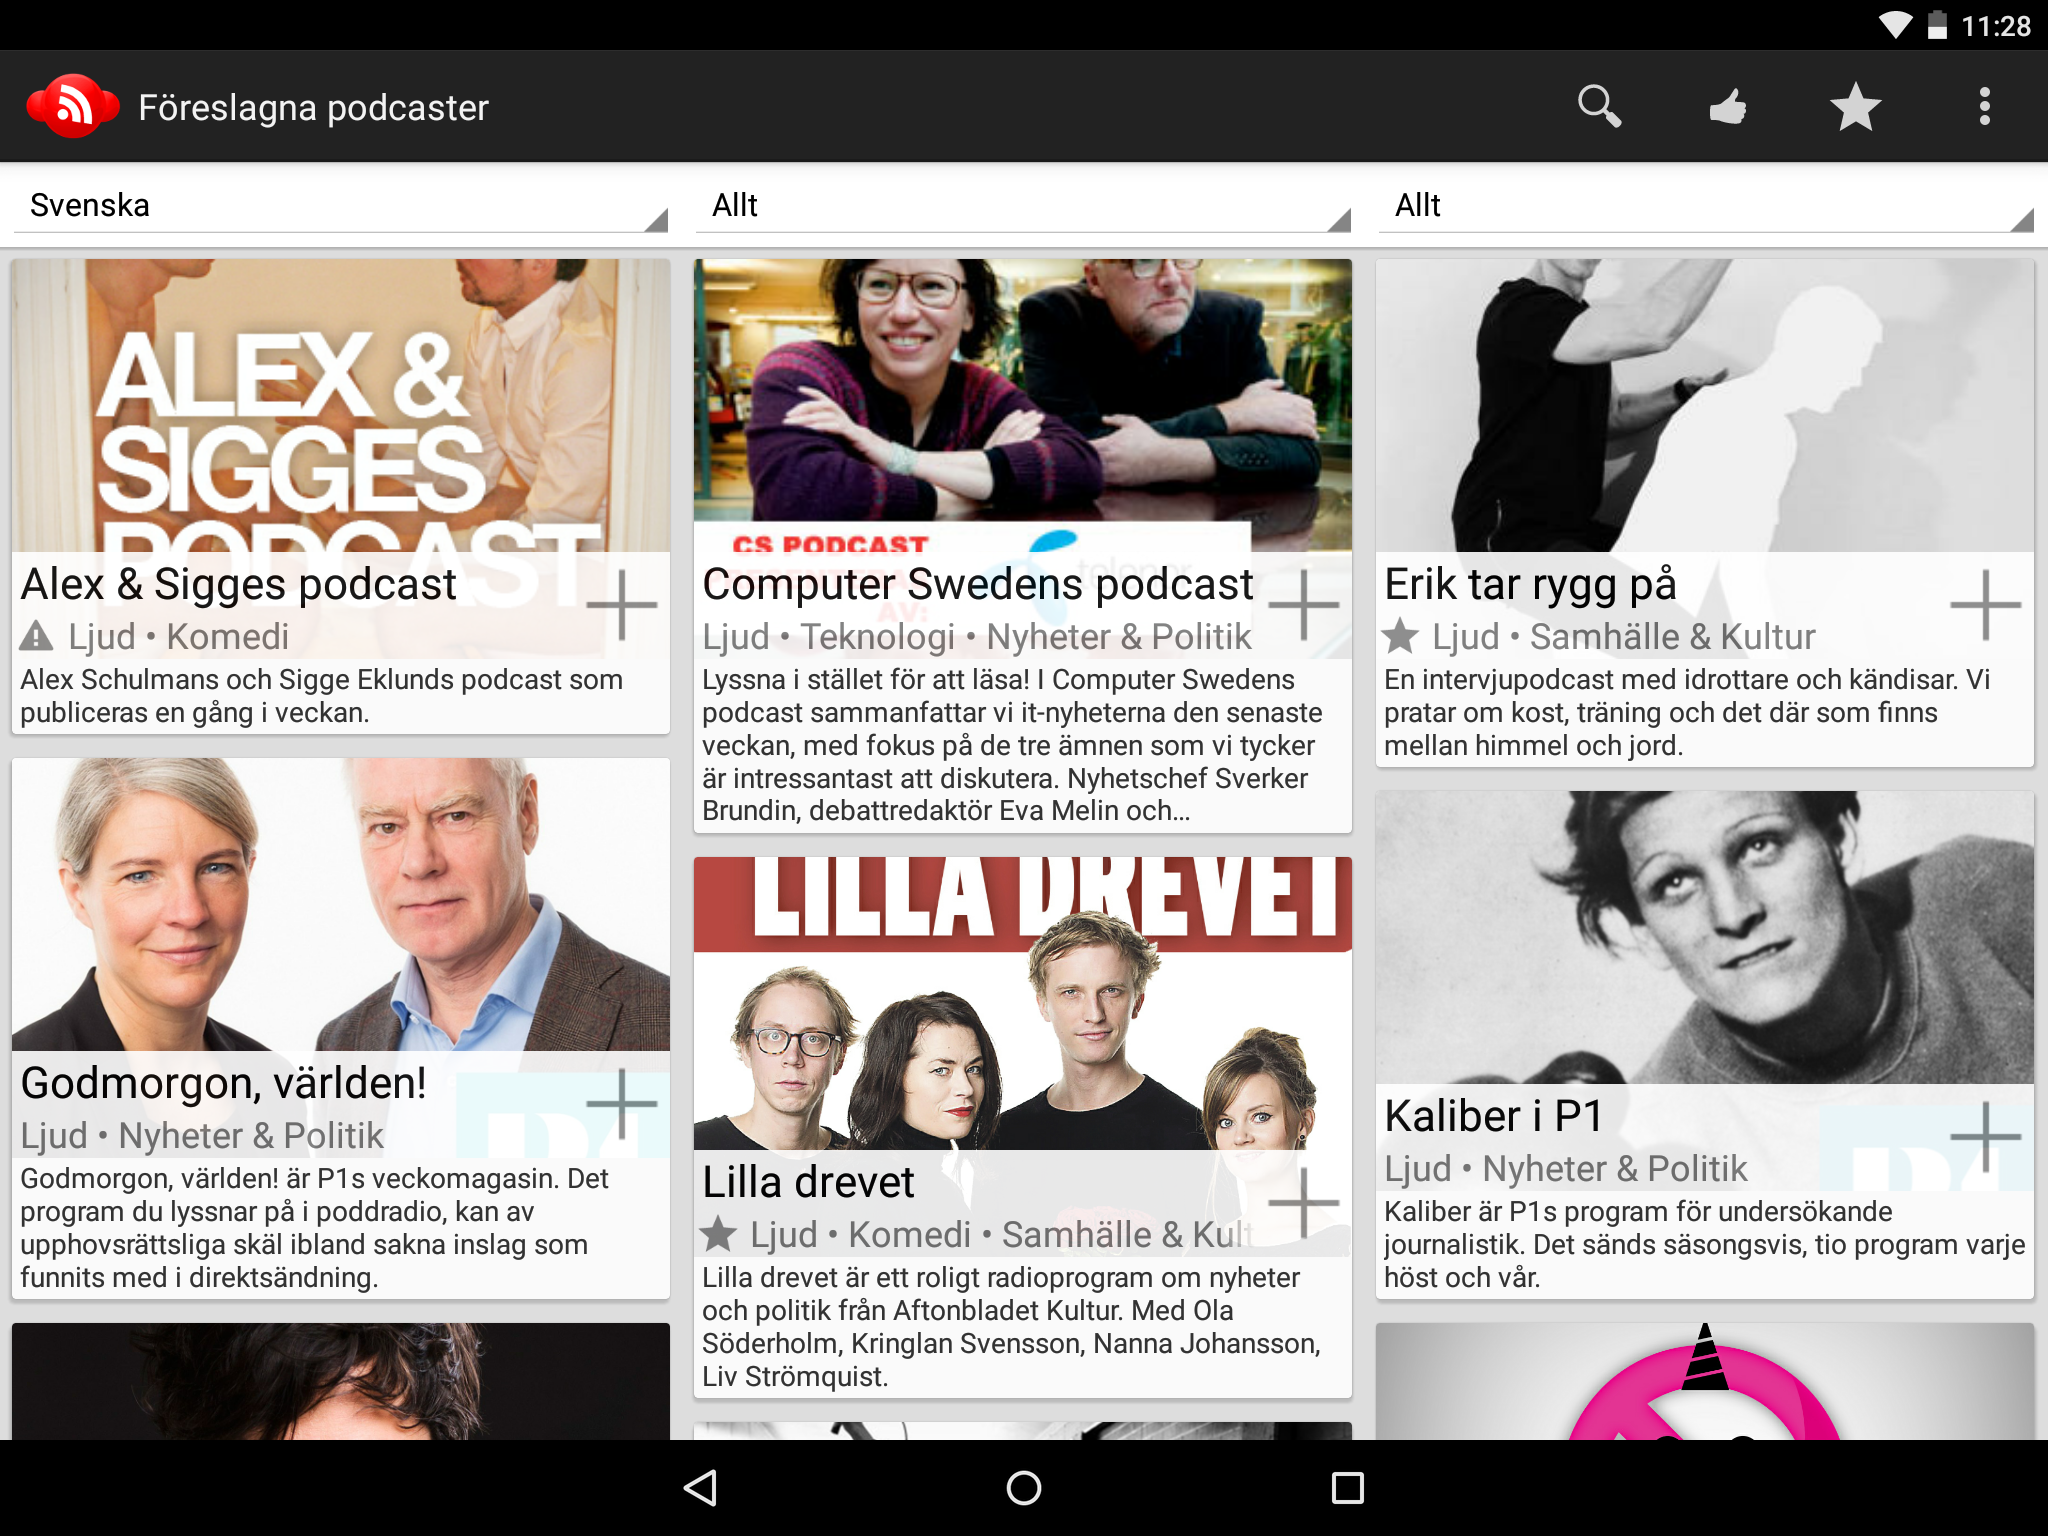 11:28
Föreslagna podcaster
Svenska
Allt
Allt
ALEX &
SIGGES
PODCAST
Alex & Sigges podcast
Ljud • Komedi
Alex Schulmans och Sigge Eklunds podcast som
publiceras en gång i veckan.
CS PODCAST
PRESENTERAS
AV:
telenor
Computer Swedens podcast
Ljud • Teknologi • Nyheter & Politik
Lyssna i stället för att läsa! I Computer Swedens
podcast sammanfattar vi it-nyheterna den senaste
veckan, med fokus på de tre ämnen som vi tycker
är intressantast att diskutera. Nyhetschef Sverker
Brundin, debattredaktör Eva Melin och...
Erik tar rygg på
Ljud • Samhälle & Kultur
En intervjupodcast med idrottare och kändisar. Vi
pratar om kost, träning och det där som finns
mellan himmel och jord.
Godmorgon, världen!
Ljud • Nyheter & Politik
Godmorgon, världen! är P1s veckomagasin. Det
program du lyssnar på i poddradio, kan av
upphovsrättsliga skäl ibland sakna inslag som
funnits med i direktsändning.
LILLA DREVET
Lilla drevet
Ljud • Komedi • Samhälle & Kult
Lilla drevet är ett roligt radioprogram om nyheter
och politik från Aftonbladet Kultur. Med Ola
Söderholm, Kringlan Svensson, Nanna Johansson,
Liv Strömquist.
Kaliber i P1
Ljud • Nyheter & Politik
Kaliber är P1s program för undersökande
journalistik. Det sänds säsongsvis, tio program varje
höst och vår.